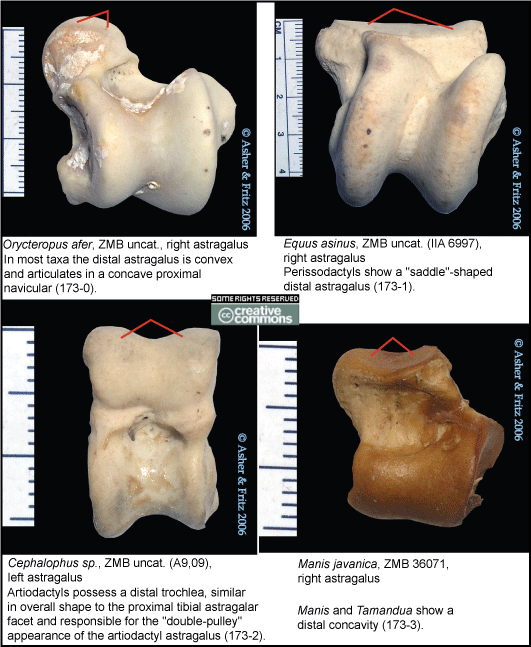 CM
1
2
3
4
© Asher & Fritz 2006
© Asher & Fritz 2006
Orycteropus afer, ZMB uncat., right astragalus
In most taxa the distal astragalus is convex
and articulates in a concave proximal
navicular (173-0).
Equus asinus, ZMB uncat. (IIA 6997),
right astragalus
Perissodactyls show a "saddle"-shaped
distal astragalus (173-1).
SOME RIGHTS RESERVED
cc creative
commons
© Asher & Fritz 2006
© Asher & Fritz 2006
Cephalophus sp., ZMB uncat. (A9,09),
left astragalus
Artiodactyls possess a distal trochlea, similar
in overall shape to the proximal tibial astragalar
facet and responsible for the "double-pulley"
appearance of the artiodactyl astragalus (173-2).
Manis javanica, ZMB 36071,
right astragalus
Manis and Tamandua show a
distal concavity (173-3).